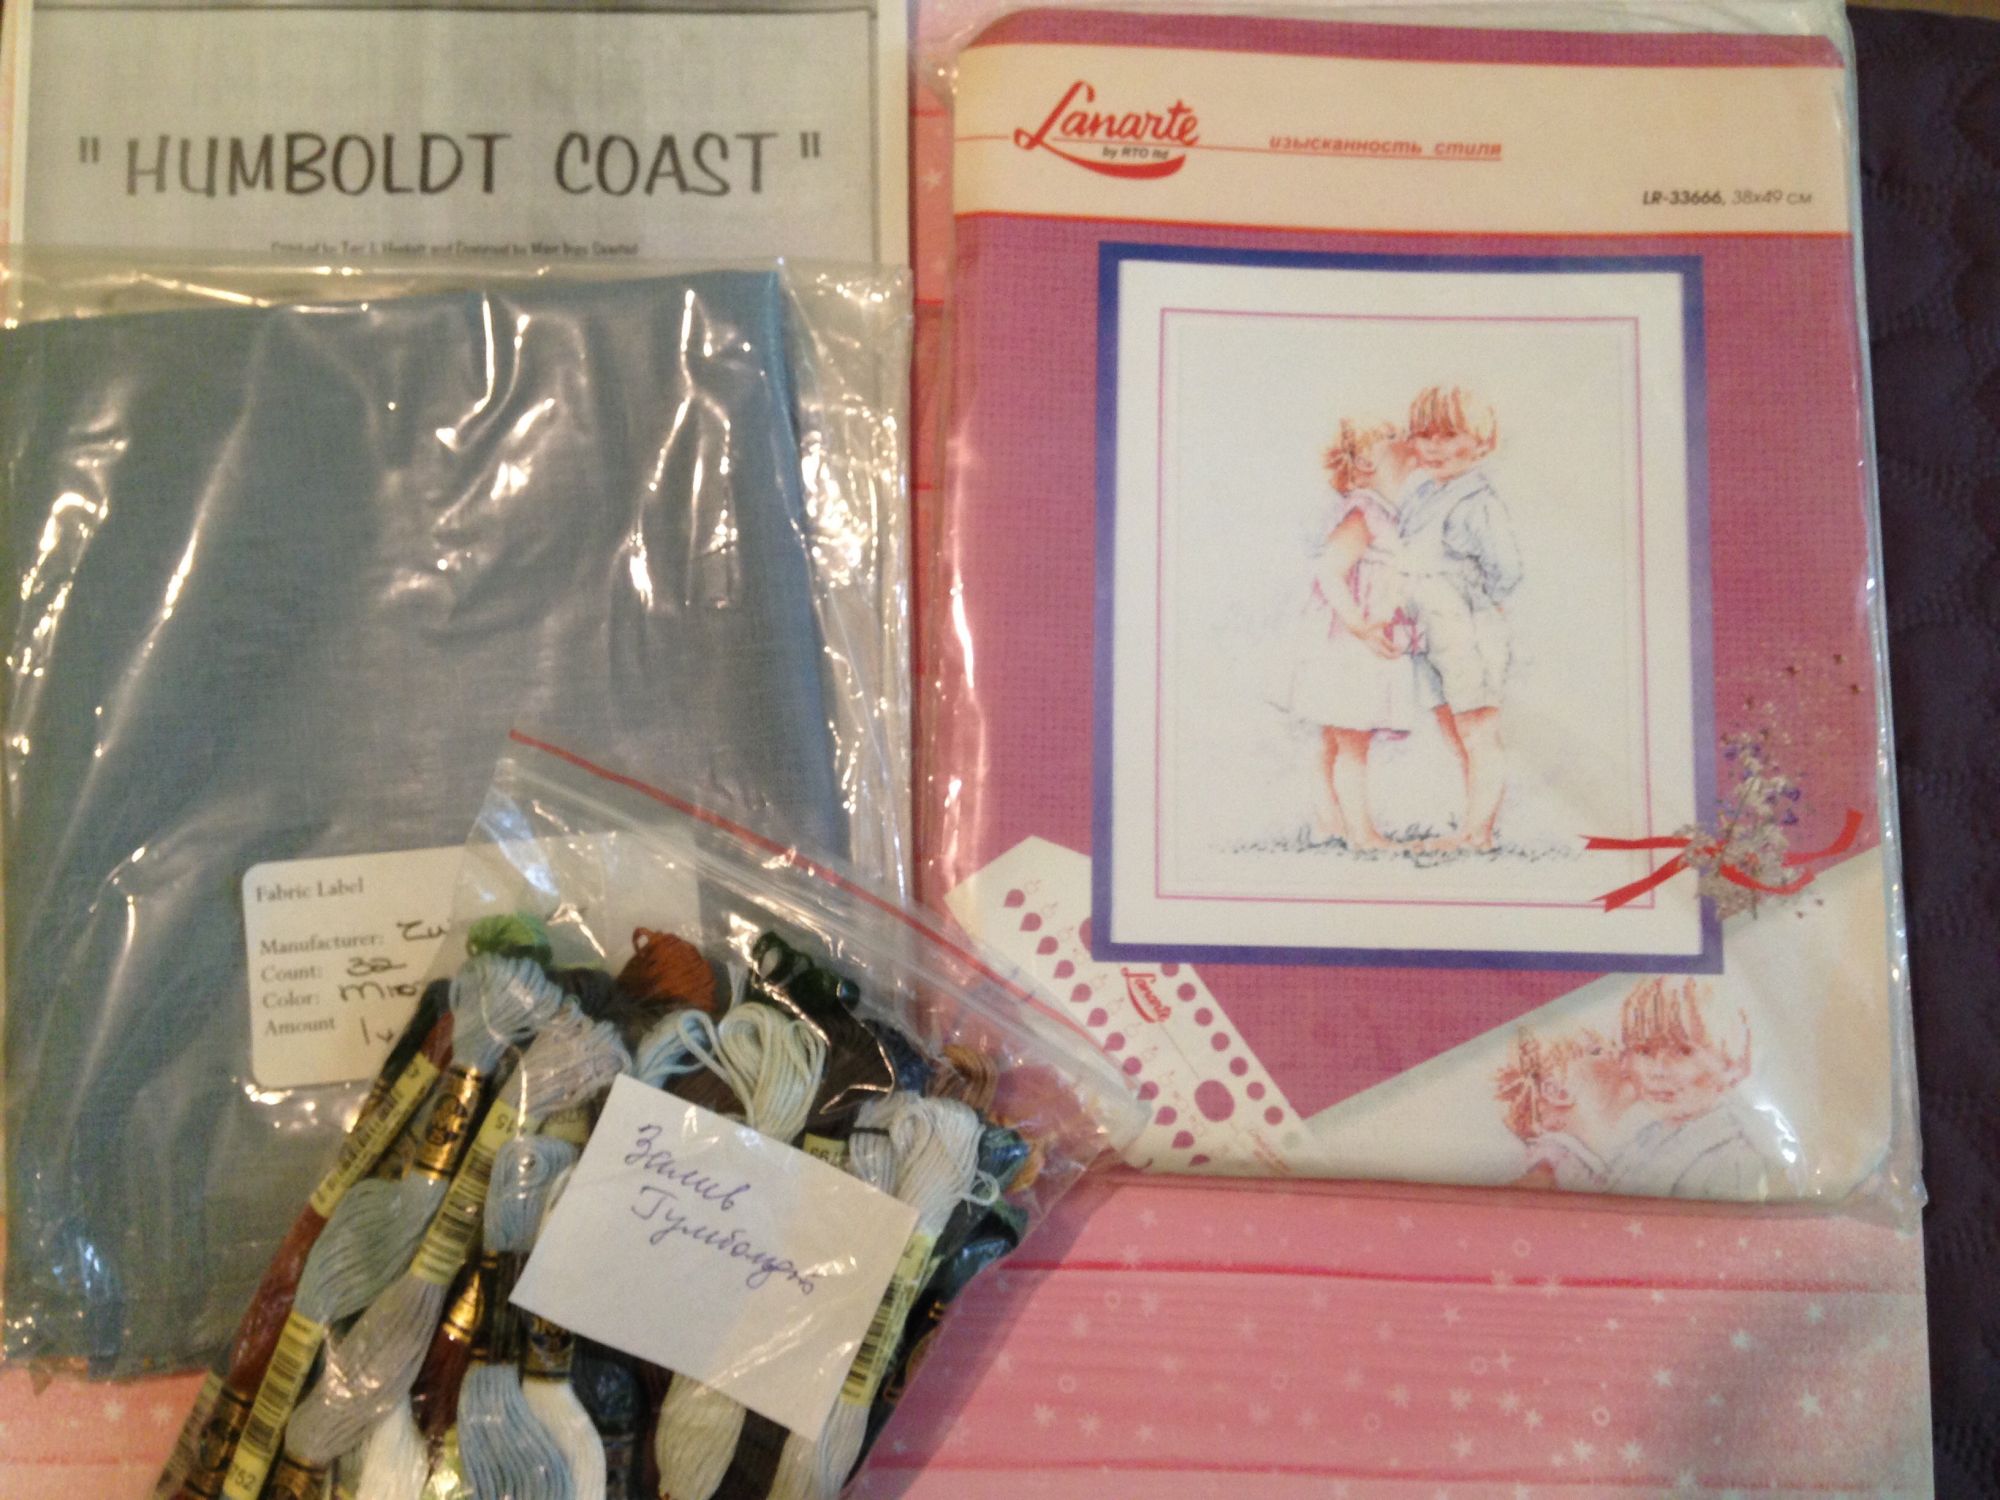 " HUMBOLDT COAST "
Lanarte
by RTO ltd
изысканность стиля
LR-33666, 38x49 см
Fabric Label
Manufacturer:
Count: 32
Color:
Amount 1
Залив
Гумбольдт
Lanarte